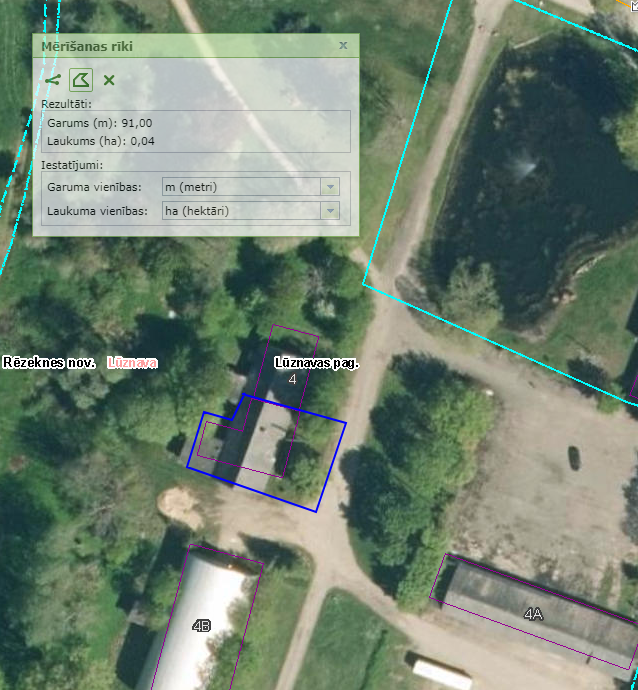 Mērīšanas rīki
Rezultāti:
Garums (m): 91,00
Laukums (ha): 0,04
Iestatījumi:
Garuma vienības: m (metri)
Laukuma vienības: ha (hektāri)
Rēzeknes nov. Lūznava Lūznavas pag.
4
4A
4B